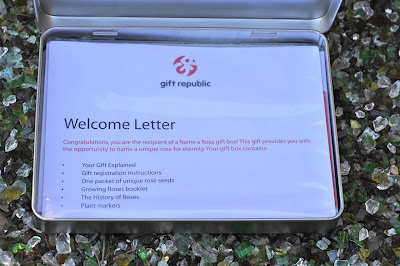 gift republic
Welcome Letter
Congratulations, you are the recipient of a Name a Rose gift box! This gift provides you with
the opportunity to name a unique rose for eternity. Your gift box contains:
• Your Gift Explained
• Gift registration instructions
• One packet of unique rose seeds
• Growing Roses booklet
• The History of Roses
• Plant markers